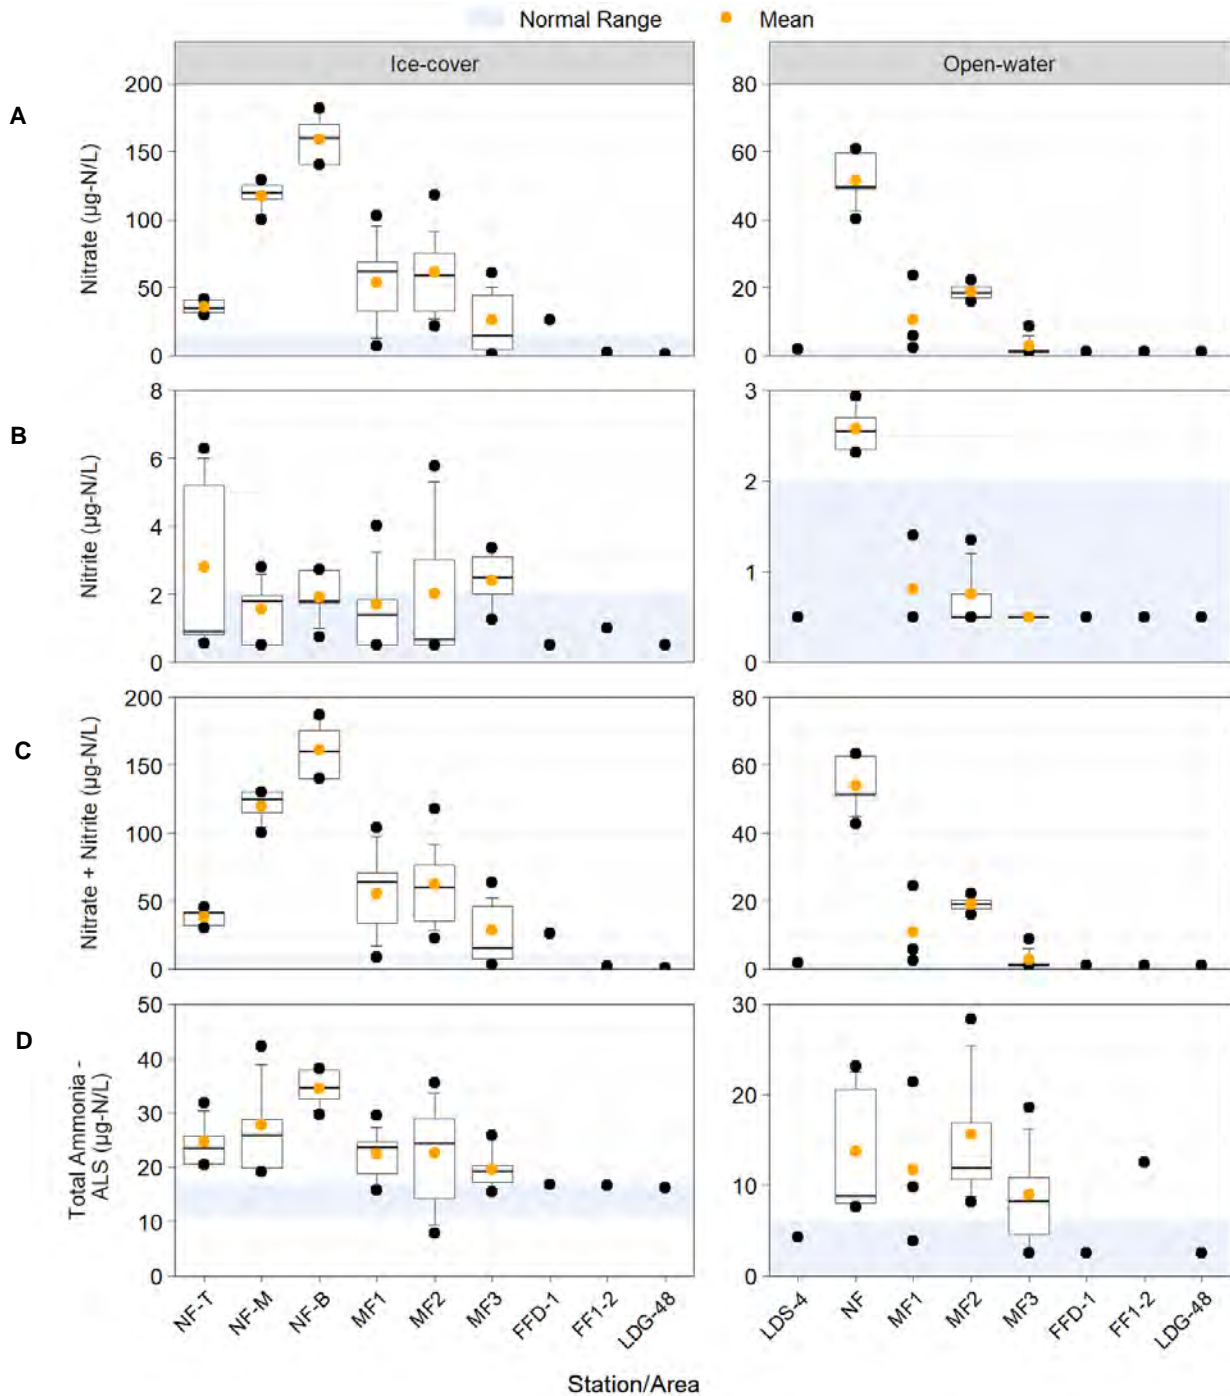 Normal Range Mean
Ice-cover Open-water
A
Nitrate (µg-N/L)
200
150
100
50
0
80
60
40
20
0
B
Nitrite (µg-N/L)
8
6
4
2
0
3
2
1
0
C
Nitrate + Nitrite (µg-N/L)
200
150
100
50
0
80
60
40
20
0
D
Total Ammonia -
ALS (µg-N/L)
50
40
30
20
10
0
30
20
10
0
NF-T NF-M NF-B MF1 MF2 MF3 FFD-1 FF1-2 LDG-48
LDS-4 NF MF1 MF2 MF3 FFD-1 FF1-2 LDG-48
Station/Area